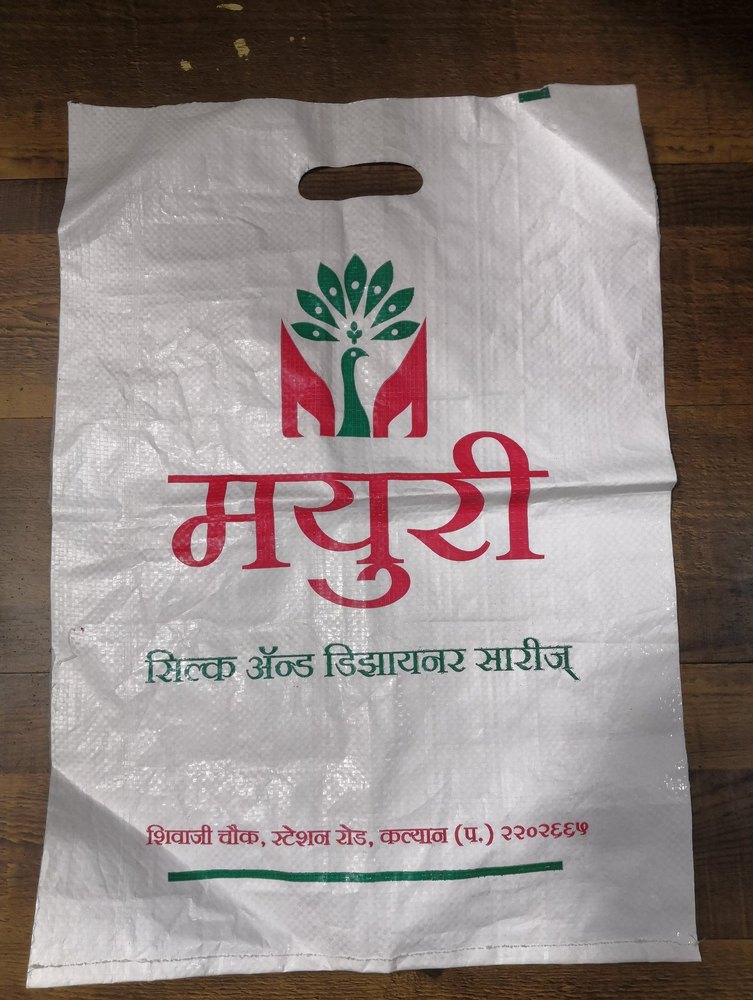 मयुरी
सिल्क ॲन्ड डिझायनर सारीज्
शिवाजी चौक, स्टेशन रोड, कल्यान (प.) २२०२६६५